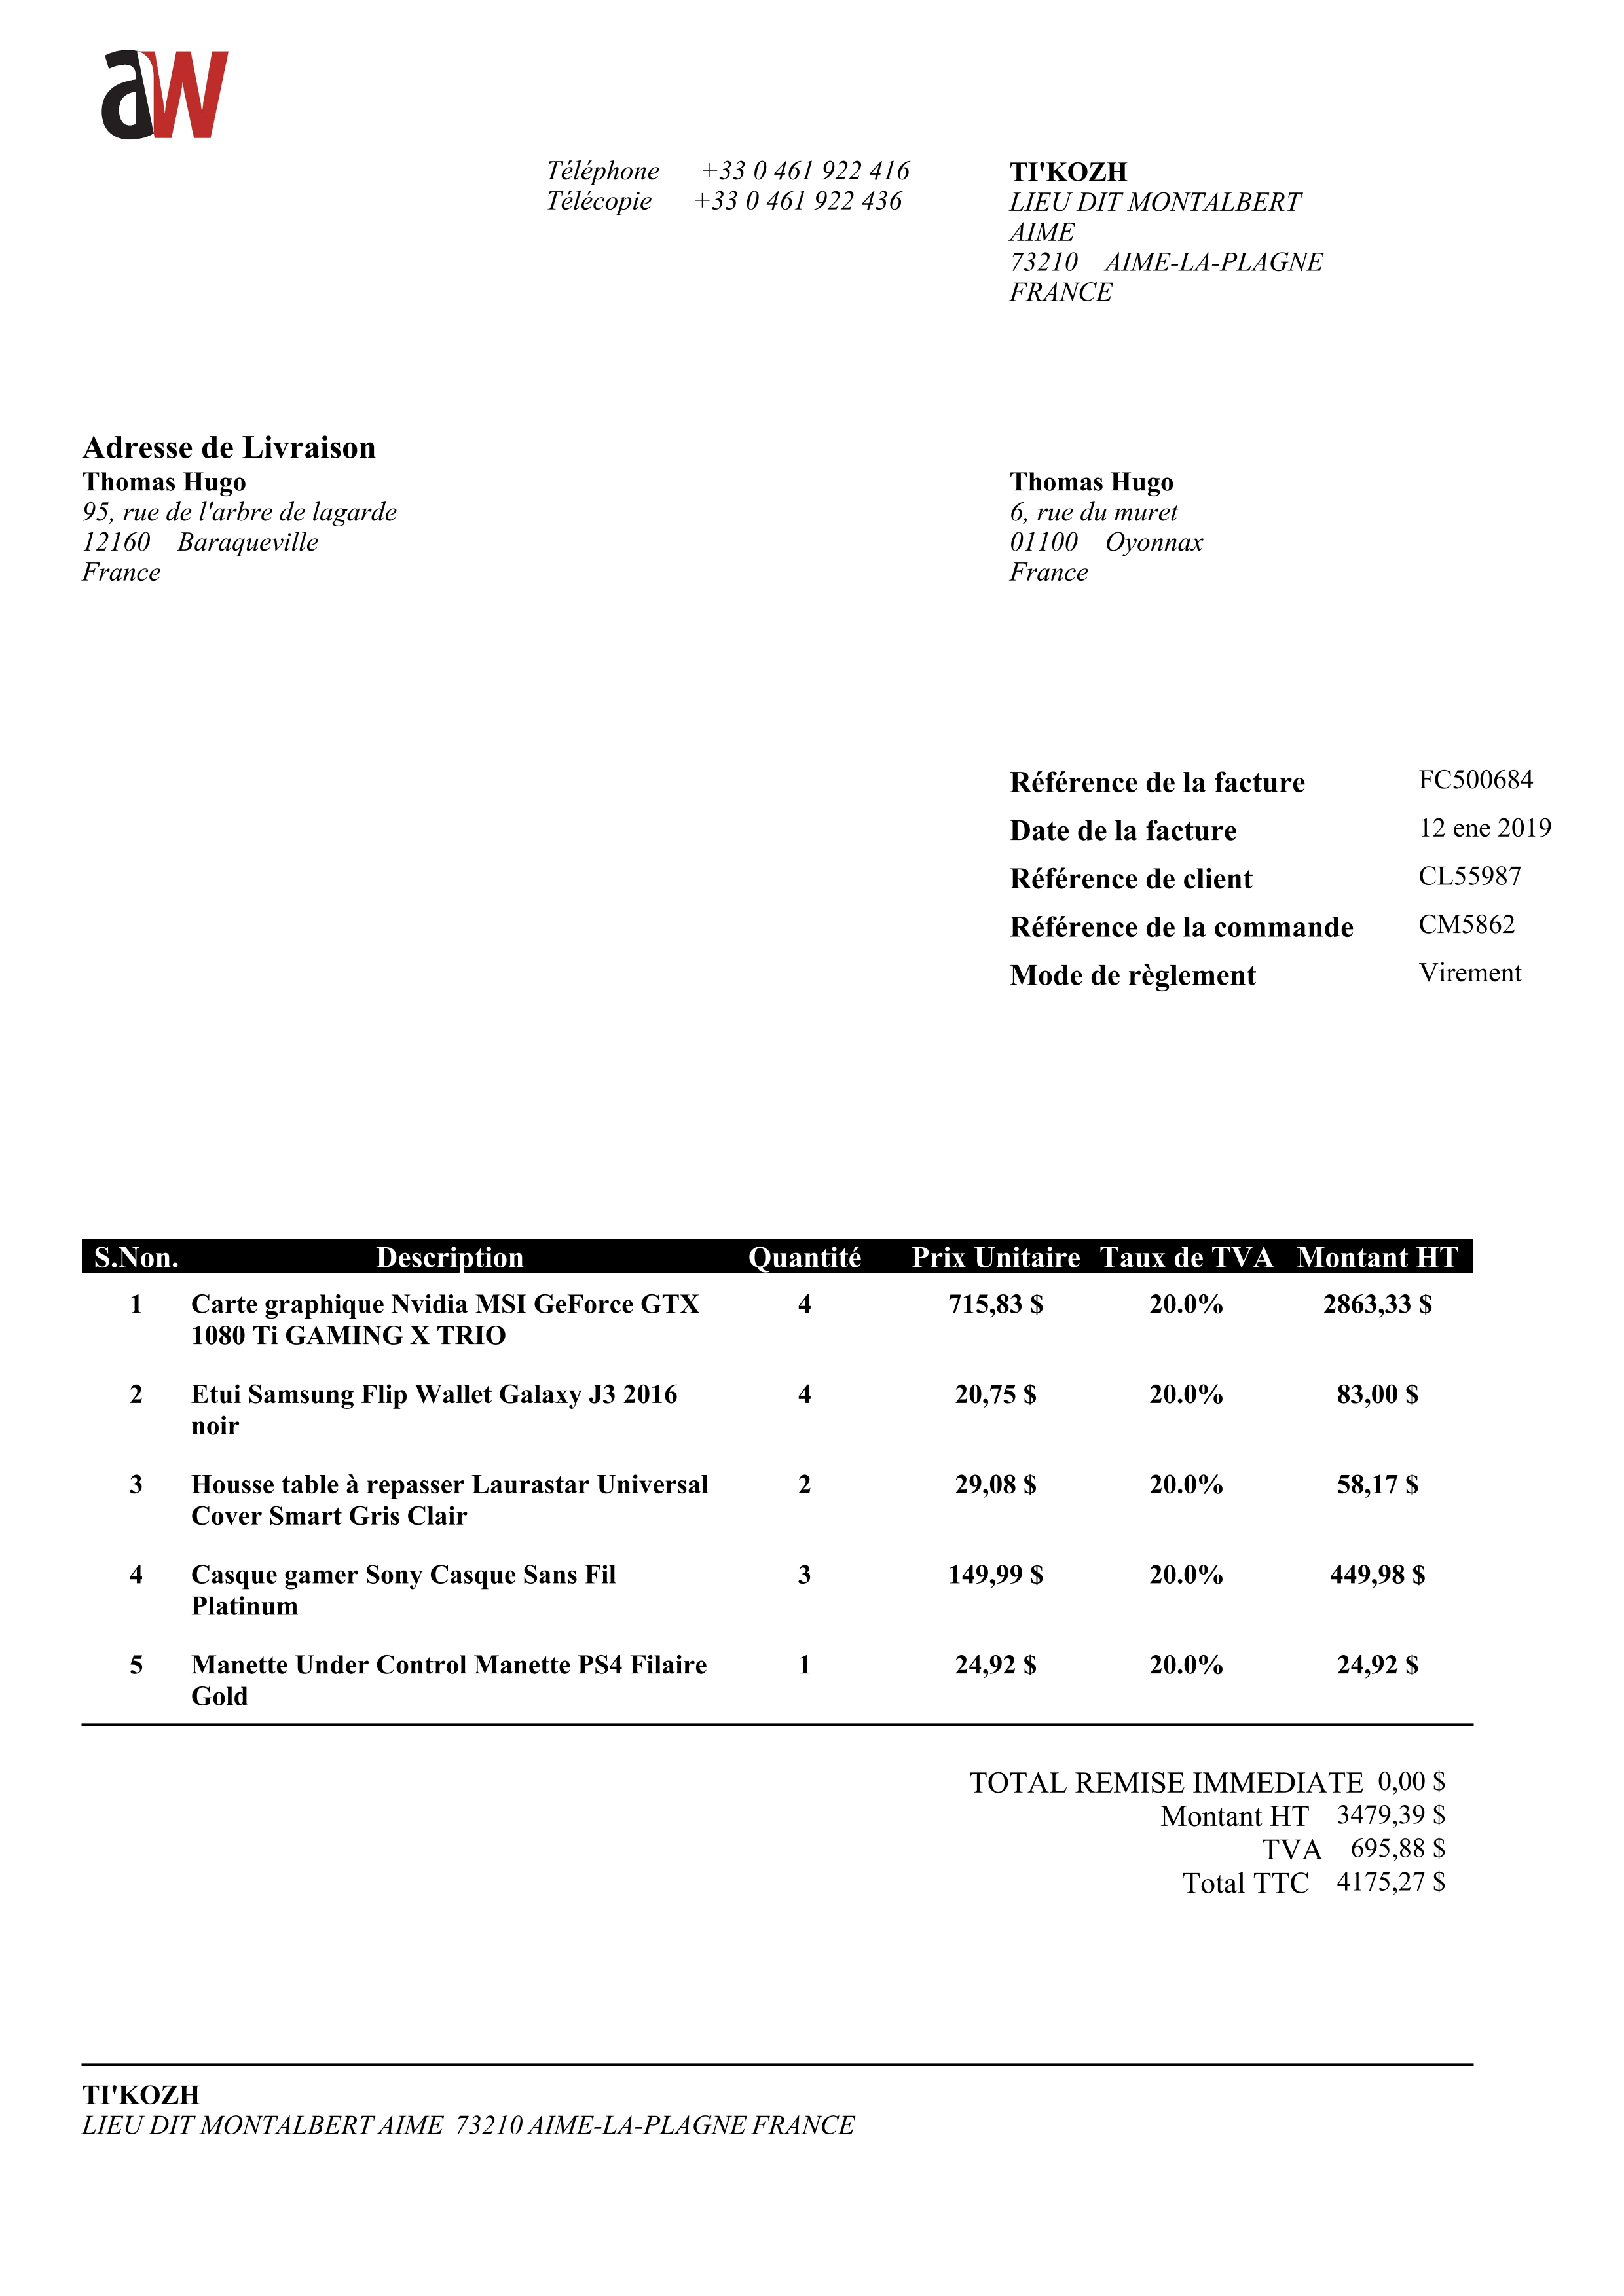 aw
Téléphone +33 0 461 922 416
Télécopie +33 0 461 922 436
TI'KOZH
LIEU DIT MONTALBERT
AIME
73210 AIME-LA-PLAGNE
FRANCE
Adresse de Livraison
Thomas Hugo
95, rue de l'arbre de lagarde
12160 Baraqueville
France
Thomas Hugo
6, rue du muret
01100 Oyonnax
France
Référence de la facture FC500684
Date de la facture 12 ene 2019
Référence de client CL55987
Référence de la commande CM5862
Mode de règlement Virement
S.Non. Description Quantité Prix Unitaire Taux de TVA Montant HT
1 Carte graphique Nvidia MSI GeForce GTX 4 715,83 $ 20.0% 2863,33 $
1080 Ti GAMING X TRIO
2 Etui Samsung Flip Wallet Galaxy J3 2016 4 20,75 $ 20.0% 83,00 $
noir
3 Housse table à repasser Laurastar Universal 2 29,08 $ 20.0% 58,17 $
Cover Smart Gris Clair
4 Casque gamer Sony Casque Sans Fil 3 149,99 $ 20.0% 449,98 $
Platinum
5 Manette Under Control Manette PS4 Filaire 1 24,92 $ 20.0% 24,92 $
Gold
TOTAL REMISE IMMEDIATE 0,00 $
Montant HT 3479,39 $
TVA 695,88 $
Total TTC 4175,27 $
TI'KOZH
LIEU DIT MONTALBERT AIME 73210 AIME-LA-PLAGNE FRANCE